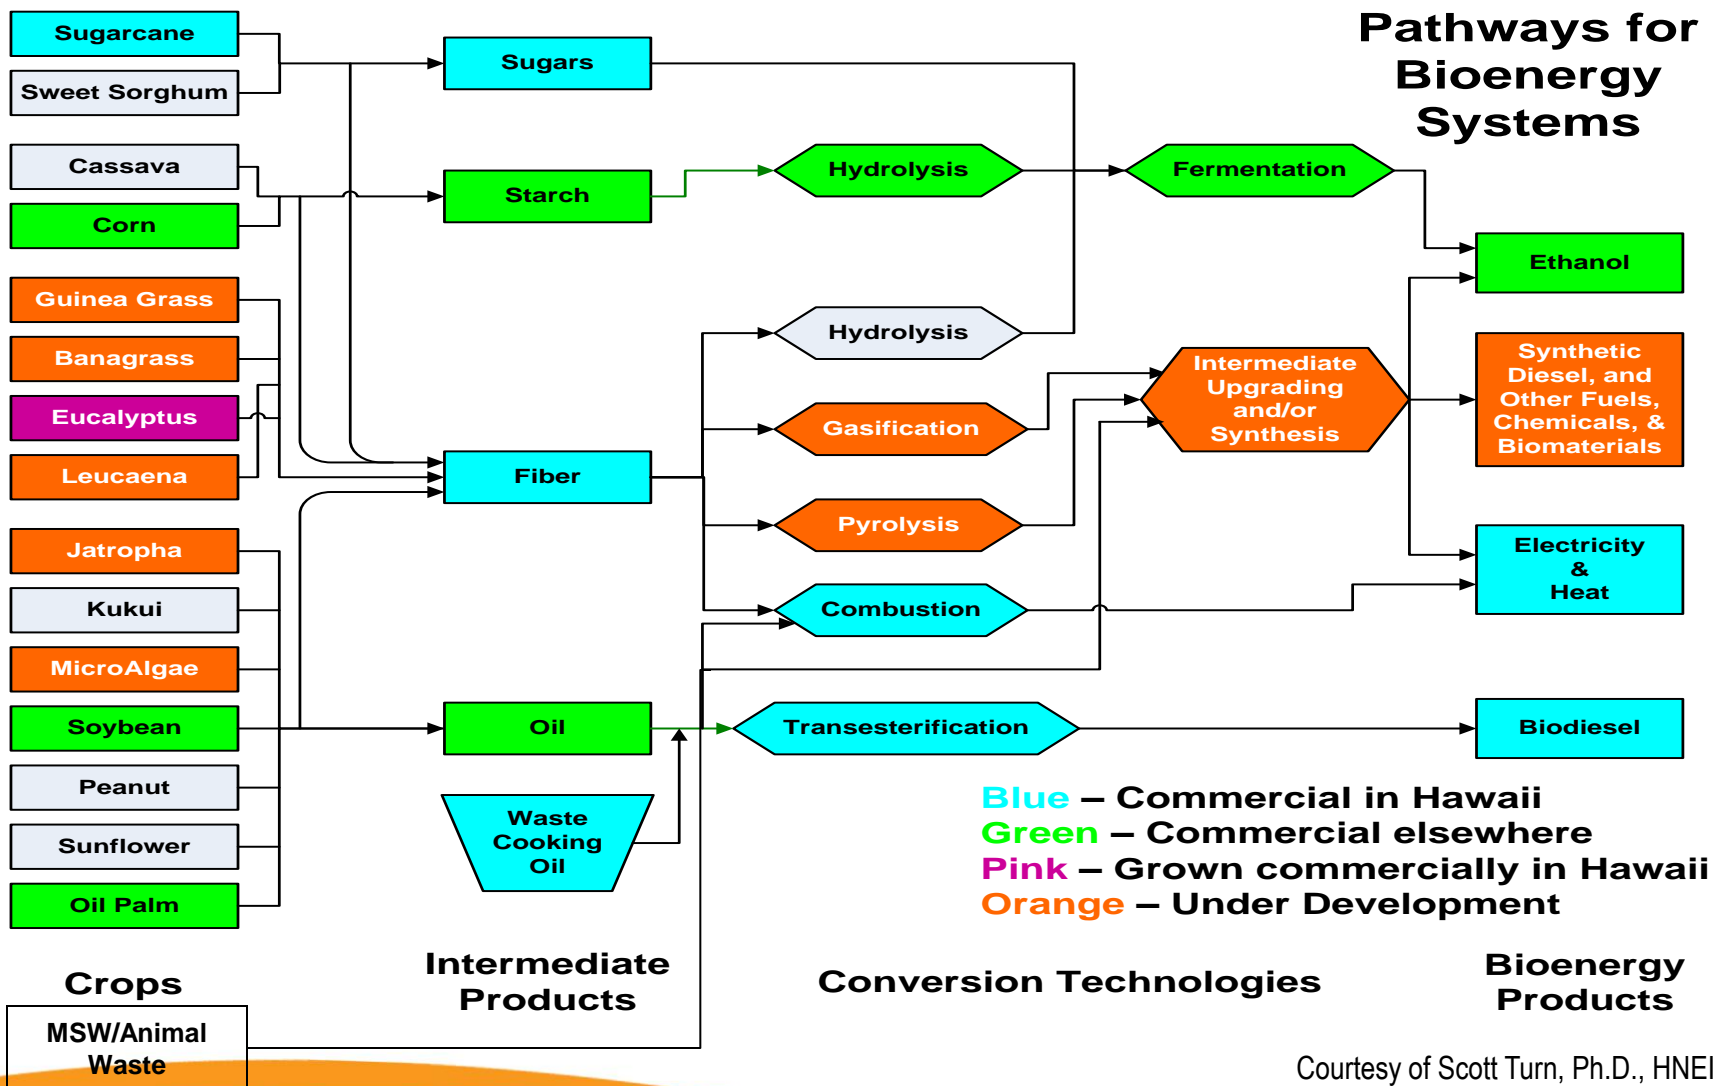 Pathways for
Bioenergy
Systems
Sugarcane
Sweet Sorghum
Cassava
Corn
Guinea Grass
Banagrass
Eucalyptus
Leucaena
Jatropha
Kukui
MicroAlgae
Soybean
Peanut
Sunflower
Oil Palm
Crops
MSW/Animal
Waste
Sugars
Starch
Fiber
Oil
Waste
Cooking
Oil
Intermediate
Products
Hydrolysis
Hydrolysis
Gasification
Pyrolysis
Combustion
Transesterification
Fermentation
Intermediate
Upgrading
and/or
Synthesis
Conversion Technologies
Ethanol
Synthetic
Diesel, and
Other Fuels,
Chemicals, &
Biomaterials
Electricity
&
Heat
Biodiesel
Blue – Commercial in Hawaii
Green – Commercial elsewhere
Pink – Grown commercially in Hawaii
Orange – Under Development
Bioenergy
Products
Courtesy of Scott Turn, Ph.D., HNEI